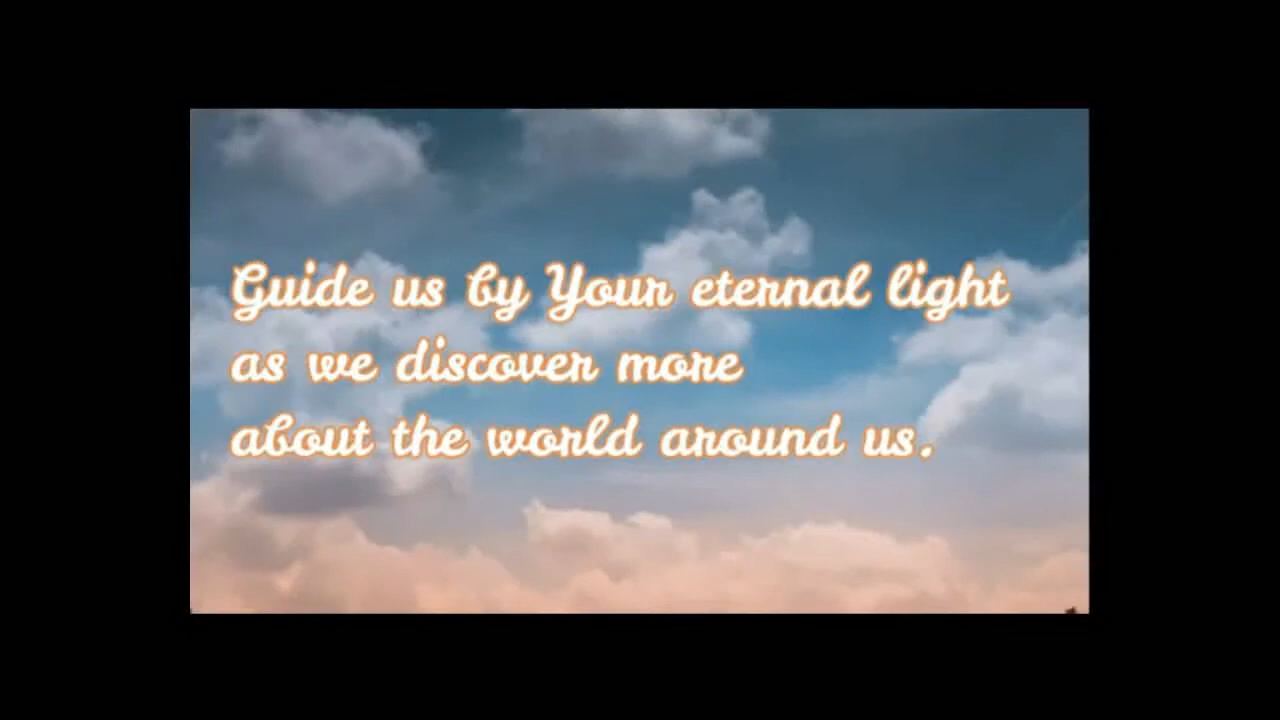 Guide us by Your eternal light
as we discover more
about the world around us.